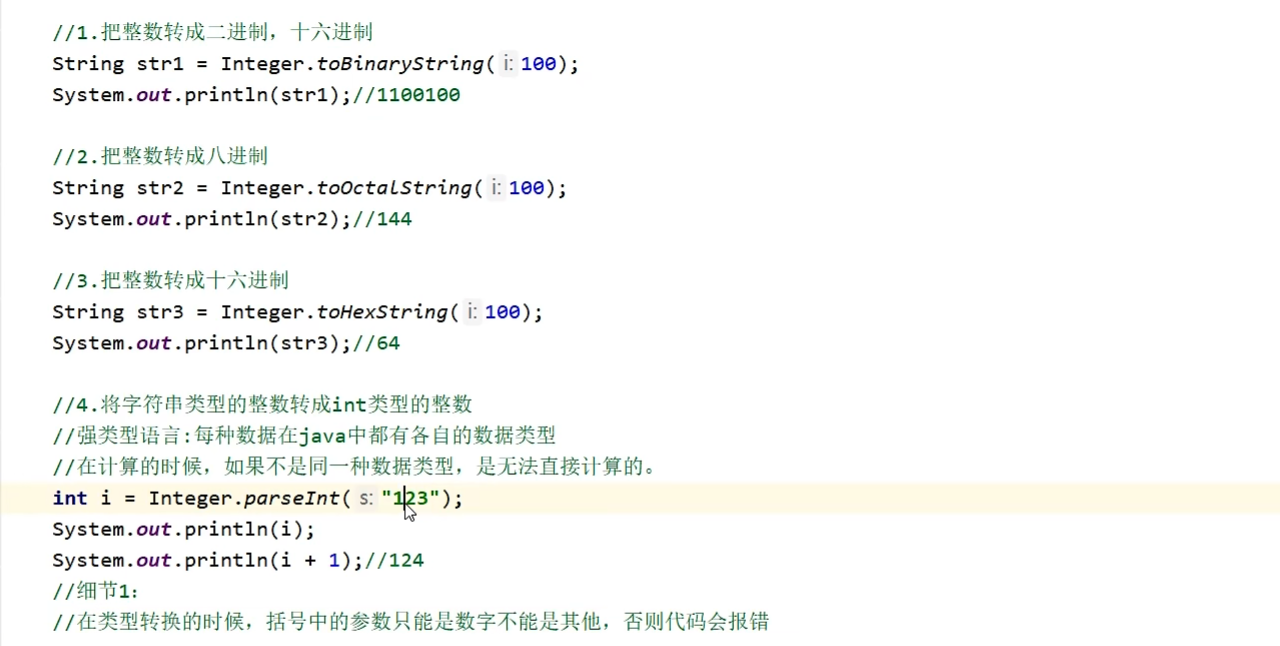 //1.把整数转成二进制，十六进制
String str1 = Integer.toBinaryString( i: 100);
System.out.println(str1);//1100100
//2.把整数转成八进制
String str2 = Integer.toOctalString( i: 100);
System.out.println(str2);//144
//3.把整数转成十六进制
String str3 = Integer.toHexString( i: 100);
System.out.println(str3);//64
//4.将字符串类型的整数转成int类型的整数
//强类型语言:每种数据在java中都有各自的数据类型
//在计算的时候，如果不是同一种数据类型，是无法直接计算的。
int i = Integer.parseInt( s: "123");
System.out.println(i);
System.out.println(i + 1);//124
//细节1：
//在类型转换的时候，括号中的参数只能是数字不能是其他，否则代码会报错